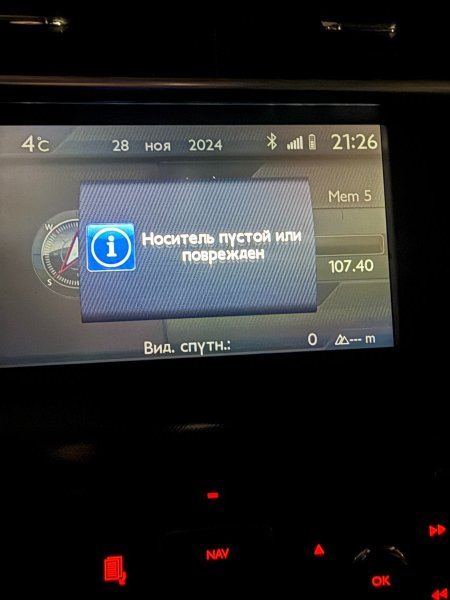 4°C 28 ноя 2024 21:26
Mem 5
W
S
Носитель пустой или
поврежден
107.40
Вид. спутн.: 0 --- m
NAV
OK